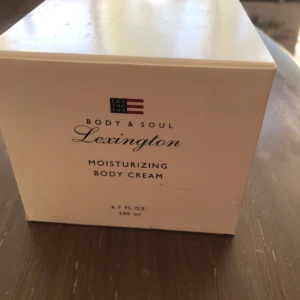 BODY & SOUL
Lexington
MOISTURIZING
BODY CREAM
6.7 FL.OZ.
200 ml